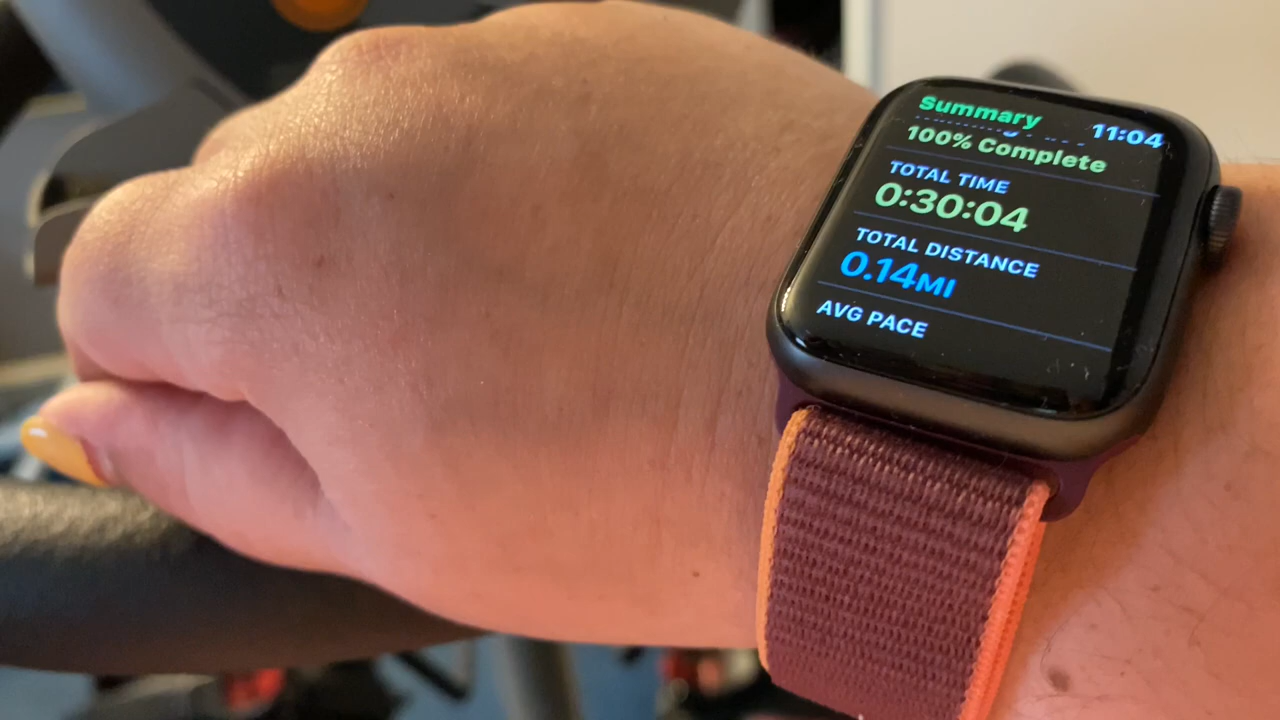 Summary
11:04
100% Complete
TOTAL TIME
0:30:04
TOTAL DISTANCE
0.14MI
AVG PACE